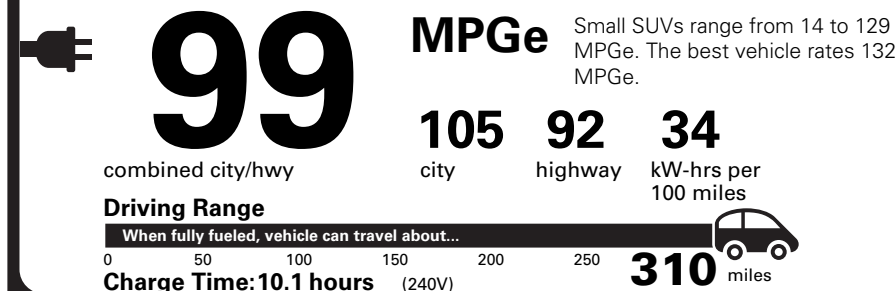 99
MPGe
Small SUVs range from 14 to 129
MPGe. The best vehicle rates 132
MPGe.
105 92 34
combined city/hwy city highway kW-hrs per
100 miles
Driving Range
When fully fueled, vehicle can travel about...
0 50 100 150 200 250 310 miles
Charge Time: 10.1 hours (240V)